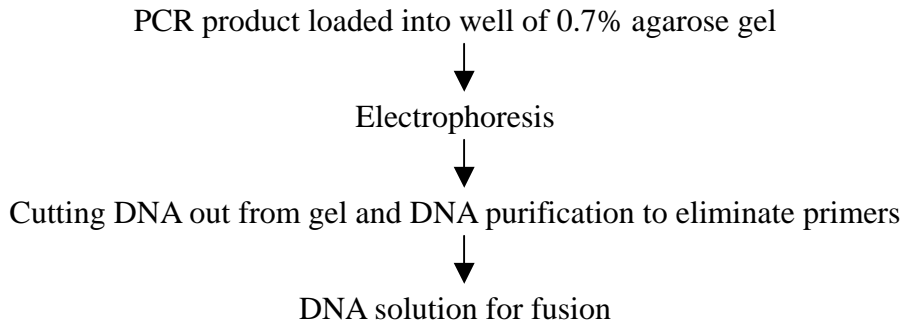 PCR product loaded into well of 0.7% agarose gel
Electrophoresis
Cutting DNA out from gel and DNA purification to eliminate primers
DNA solution for fusion